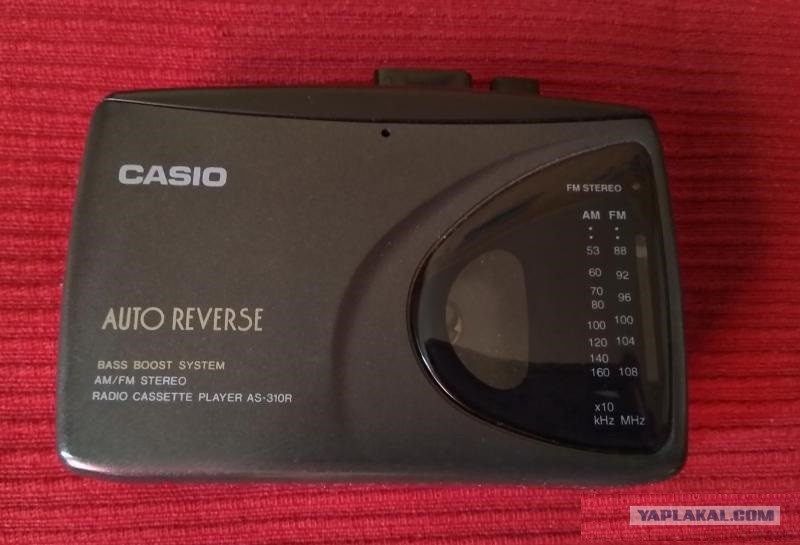 CASIO
AUTO REVERSE
BASS BOOST SYSTEM
AM/FM STEREO
RADIO CASSETTE PLAYER AS-310R
FM STEREO
AM FM
53 88
60 92
70
80 96
100 100
120 104
140
160 108
x10
kHz MHz
YAPLAKAL.COM